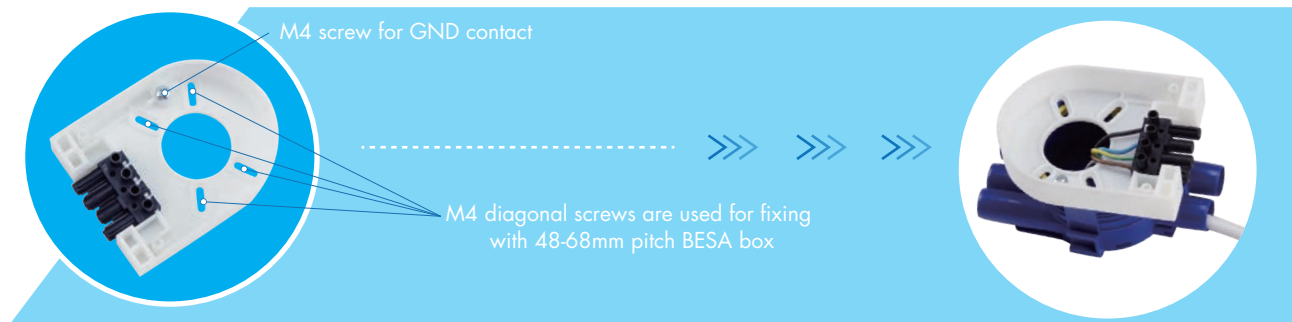 M4 screw for GND contact
M4 diagonal screws are used for fixing
with 48-68mm pitch BESA box